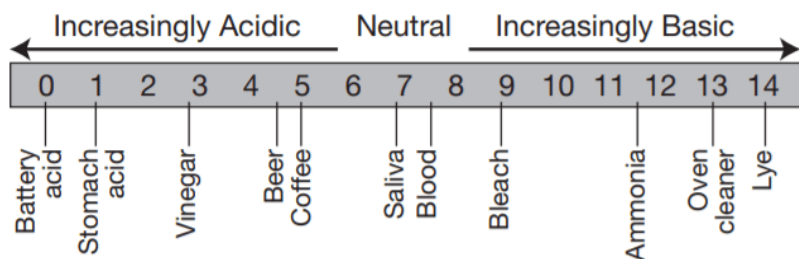 Increasingly Acidic Neutral Increasingly Basic
0 1 2 3 4 5 6 7 8 9 10 11 12 13 14
Battery
acid
Stomach
acid
Vinegar
Beer
Coffee
Saliva
Blood
Bleach
Ammonia
Oven
cleaner
Lye